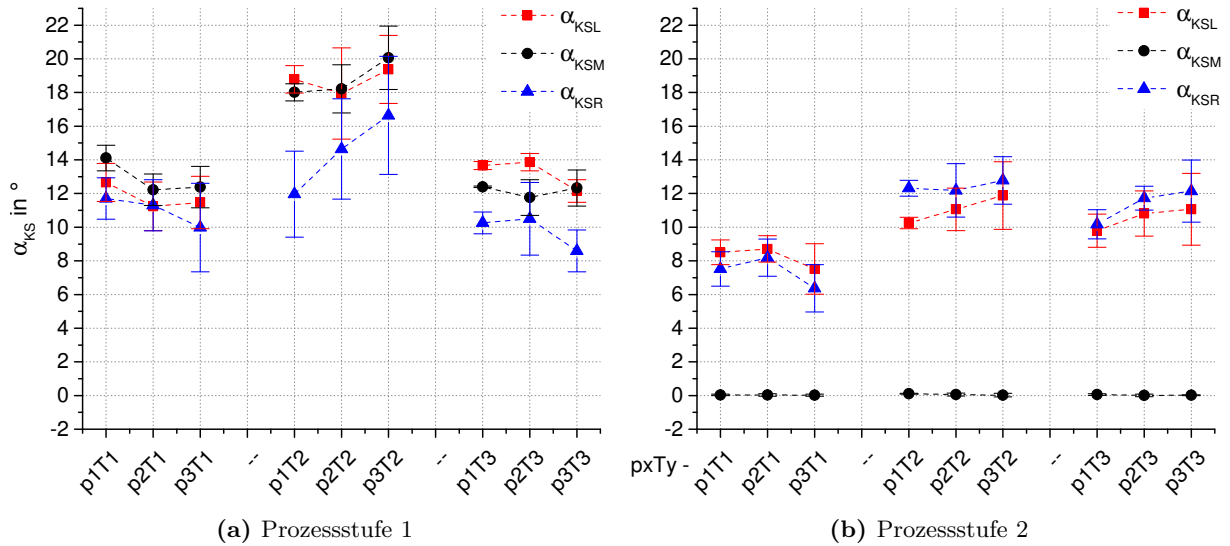 22
20
18
16
14
12
10
8
6
4
2
0
-2
α_KS in °
α_KSL
α_KSM
α_KSR
p1T1 p2T1 p3T1 -- p1T2 p2T2 p3T2 -- p1T3 p2T3 p3T3
(a) Prozessstufe 1
22
20
18
16
14
12
10
8
6
4
2
0
-2
α_KSL
α_KSM
α_KSR
pxTy - p1T1 p2T1 p3T1 -- p1T2 p2T2 p3T2 -- p1T3 p2T3 p3T3
(b) Prozessstufe 2